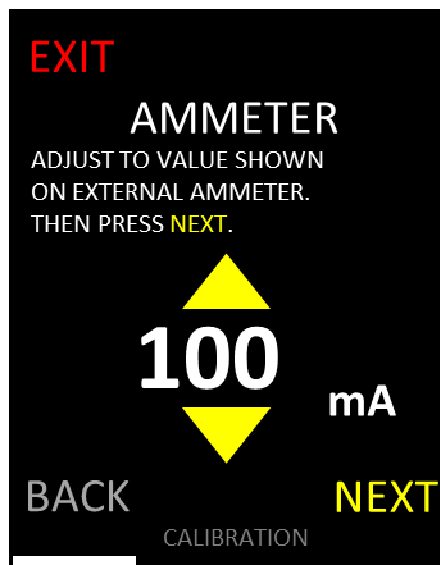 EXIT
AMMETER
ADJUST TO VALUE SHOWN
ON EXTERNAL AMMETER.
THEN PRESS NEXT.
100
mA
BACK NEXT
CALIBRATION